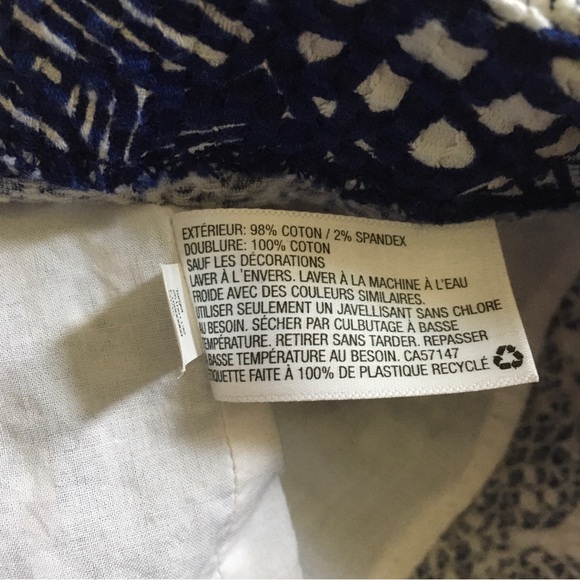 EXTÉRIEUR: 98% COTON / 2% SPANDEX
DOUBLURE: 100% COTON
SAUF LES DÉCORATIONS
LAVER À L'ENVERS. LAVER À LA MACHINE À L'EAU
FROIDE AVEC DES COULEURS SIMILAIRES.
UTILISER SEULEMENT UN JAVELLISANT SANS CHLORE
AU BESOIN. SÉCHER PAR CULBUTAGE À BASSE
TEMPÉRATURE. RETIRER SANS TARDER. REPASSER
À BASSE TEMPÉRATURE AU BESOIN. CA57147
ÉTIQUETTE FAITE À 100% DE PLASTIQUE RECYCLÉ